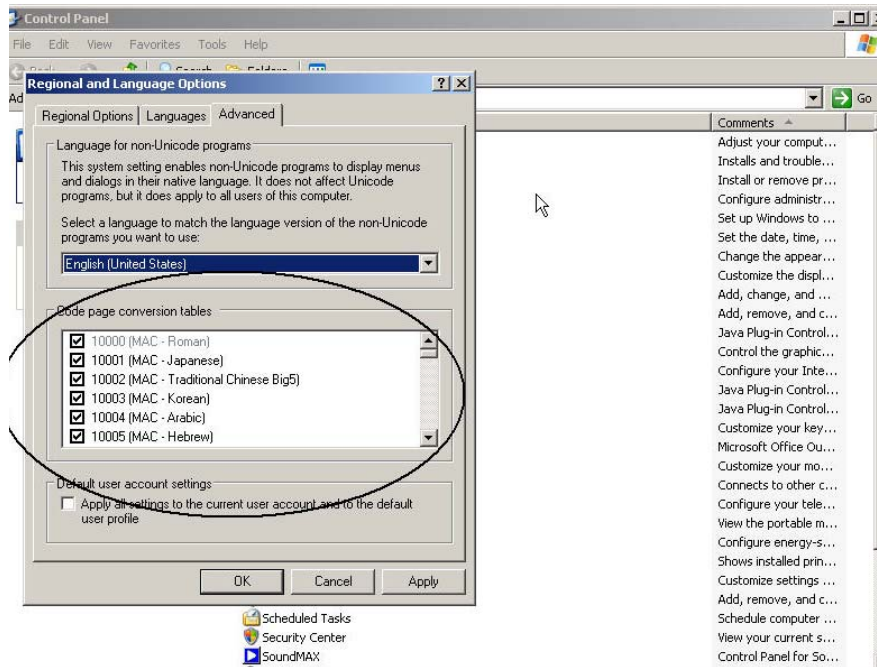 Control Panel
File Edit View Favorites Tools Help
Search Folders
Regional and Language Options
Go
Regional Options Languages Advanced
Comments
Language for non-Unicode programs
This system setting enables non-Unicode programs to display menus
and dialogs in their native language. It does not affect Unicode
programs, but it does apply to all users of this computer.
Select a language to match the language version of the non-Unicode
programs you want to use:
English (United States)
Code page conversion tables
10000 (MAC - Roman)
10001 (MAC - Japanese)
10002 (MAC - Traditional Chinese Big5)
10003 (MAC - Korean)
10004 (MAC - Arabic)
10005 (MAC - Hebrew)
Default user account settings
Apply all settings to the current user account and to the default
user profile
OK Cancel Apply
Adjust your comput...
Installs and trouble...
Install or remove pr...
Configure administr...
Set up Windows to ...
Set the date, time, ...
Change the appear...
Customize the displ...
Add, change, and ...
Add, remove, and c...
Java Plug-in Control...
Control the graphic...
Configure your Inte...
Java Plug-in Control...
Java Plug-in Control...
Customize your key...
Microsoft Office Ou...
Customize your mo...
Connects to other c...
Configure your tele...
View the portable m...
Configure energy-s...
Shows installed prin...
Customize settings ...
Add, remove, and c...
Scheduled Tasks Schedule computer ...
Security Center View your current s...
SoundMAX Control Panel for So...